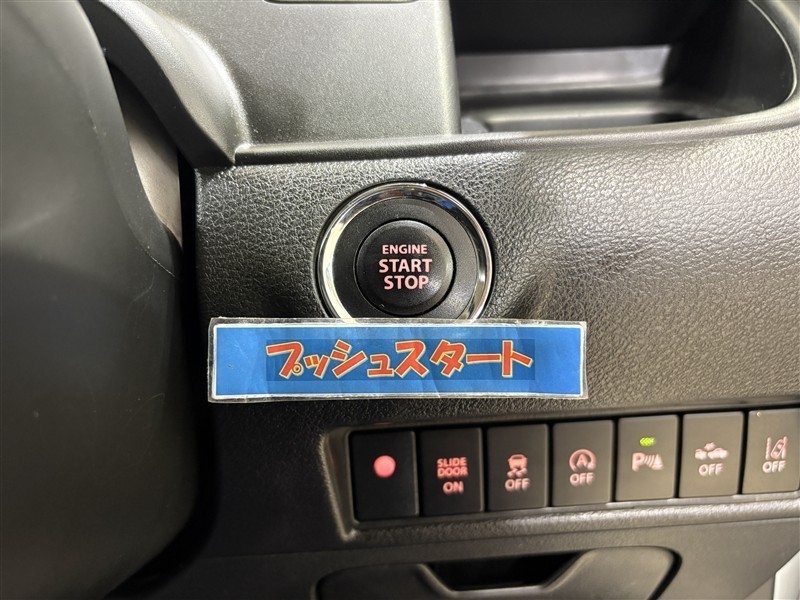 ENGINE
START
STOP
プッシュスタート
SLIDE
DOOR
ON
OFF
OFF
P
OFF
OFF